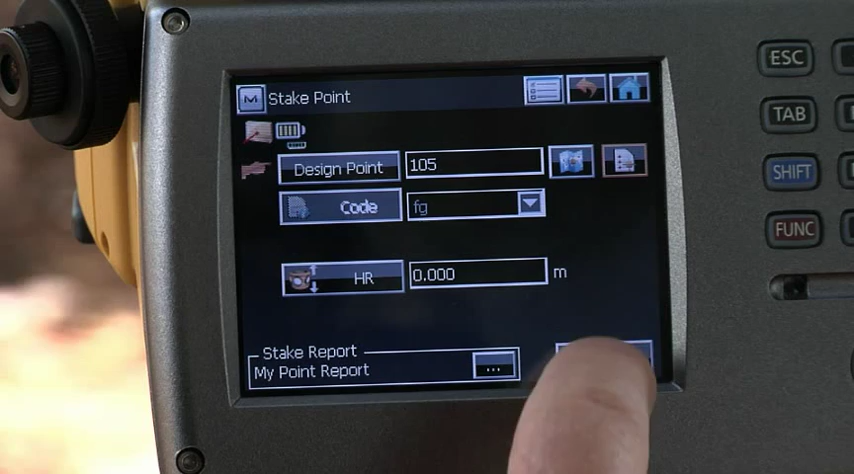 M Stake Point
Design Point 105
Code fg
HR 0.000 m
Stake Report
My Point Report ...
ESC
TAB
SHIFT
FUNC